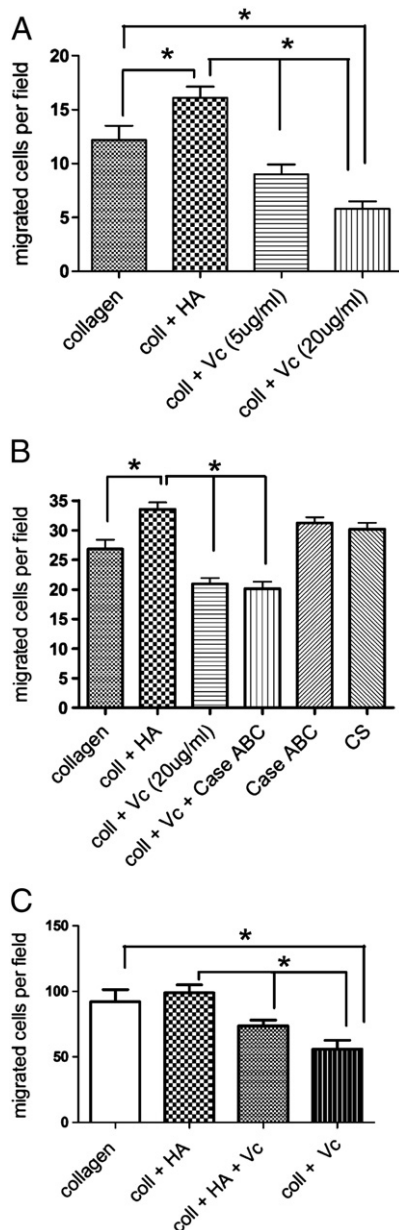 A
*
*
*
migrated cells per field
20
15
10
5
0
collagen
coll + HA
coll + Vc (5ug/ml)
coll + Vc (20ug/ml)
B
*
*
migrated cells per field
35
30
25
20
15
10
5
0
collagen
coll + HA
coll + Vc (20ug/ml)
coll + Vc + Case ABC
Case ABC
CS
C
*
*
migrated cells per field
150
100
50
0
collagen
coll + HA
coll + HA + Vc
coll + Vc